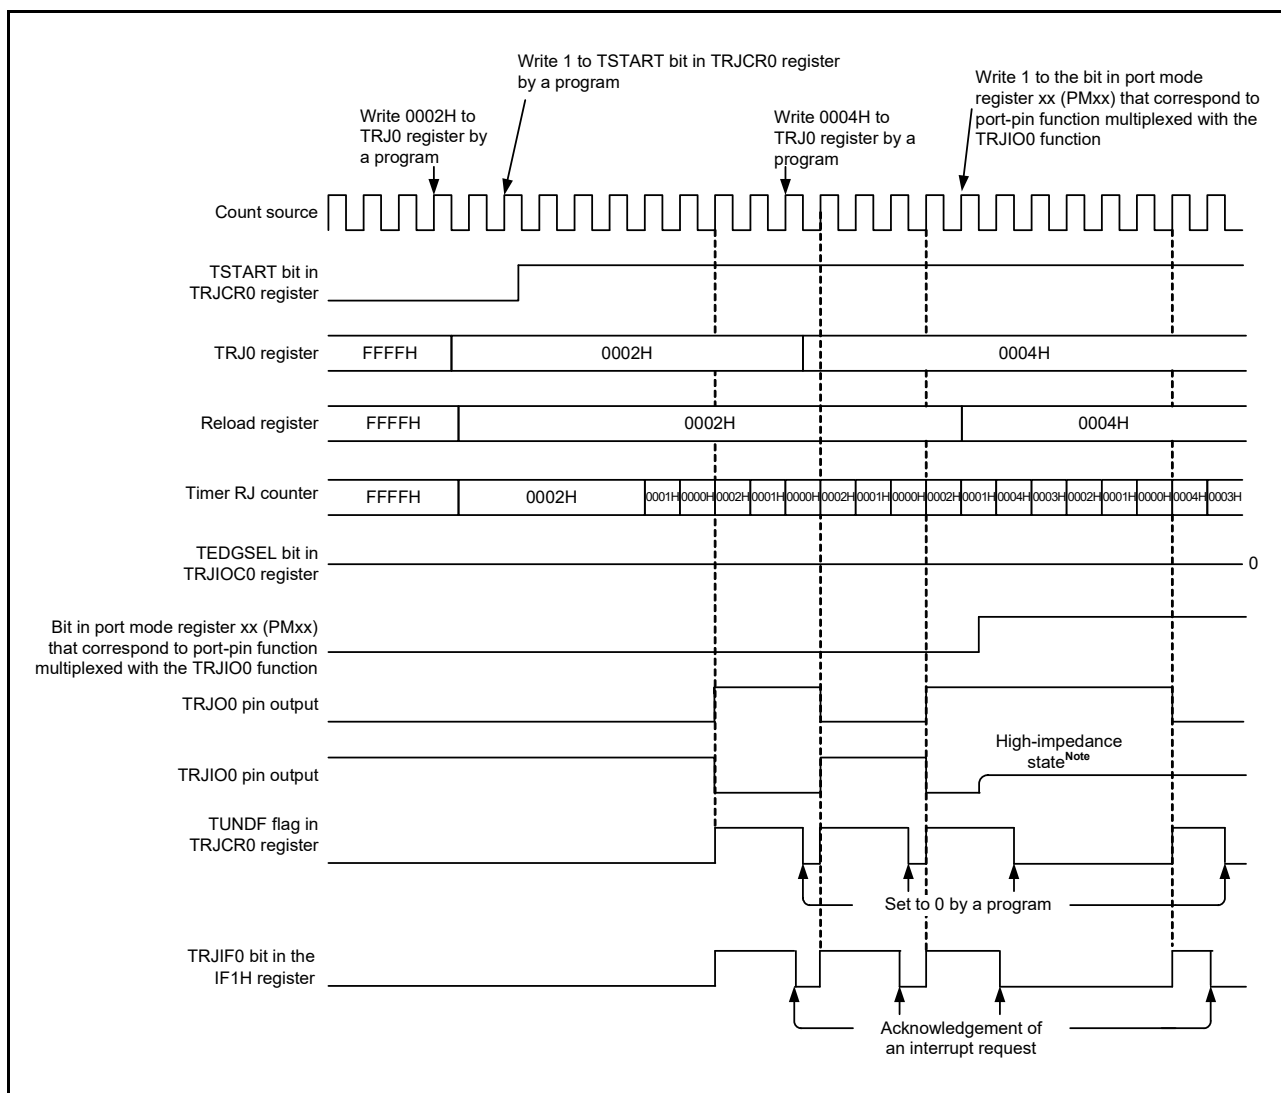 Write 1 to TSTART bit in TRJCR0 register
by a program
Write 1 to the bit in port mode
register xx (PMxx) that correspond to
port-pin function multiplexed with the
TRJIO0 function
Write 0002H to
TRJ0 register by
a program
Write 0004H to
TRJ0 register by a
program
Count source
TSTART bit in
TRJCR0 register
TRJ0 register
FFFFH
0002H
0004H
Reload register
FFFFH
0002H
0004H
Timer RJ counter
FFFFH
0002H
0001H
0000H
0002H
0001H
0000H
0002H
0001H
0000H
0002H
0001H
0004H
0003H
0002H
0001H
0000H
0004H
0003H
TEDGSEL bit in
TRJIOC0 register
0
Bit in port mode register xx (PMxx)
that correspond to port-pin function
multiplexed with the TRJIO0 function
TRJO0 pin output
High-impedance
state Note
TRJIO0 pin output
TUNDF flag in
TRJCR0 register
Set to 0 by a program
TRJIF0 bit in the
IF1H register
Acknowledgement of
an interrupt request